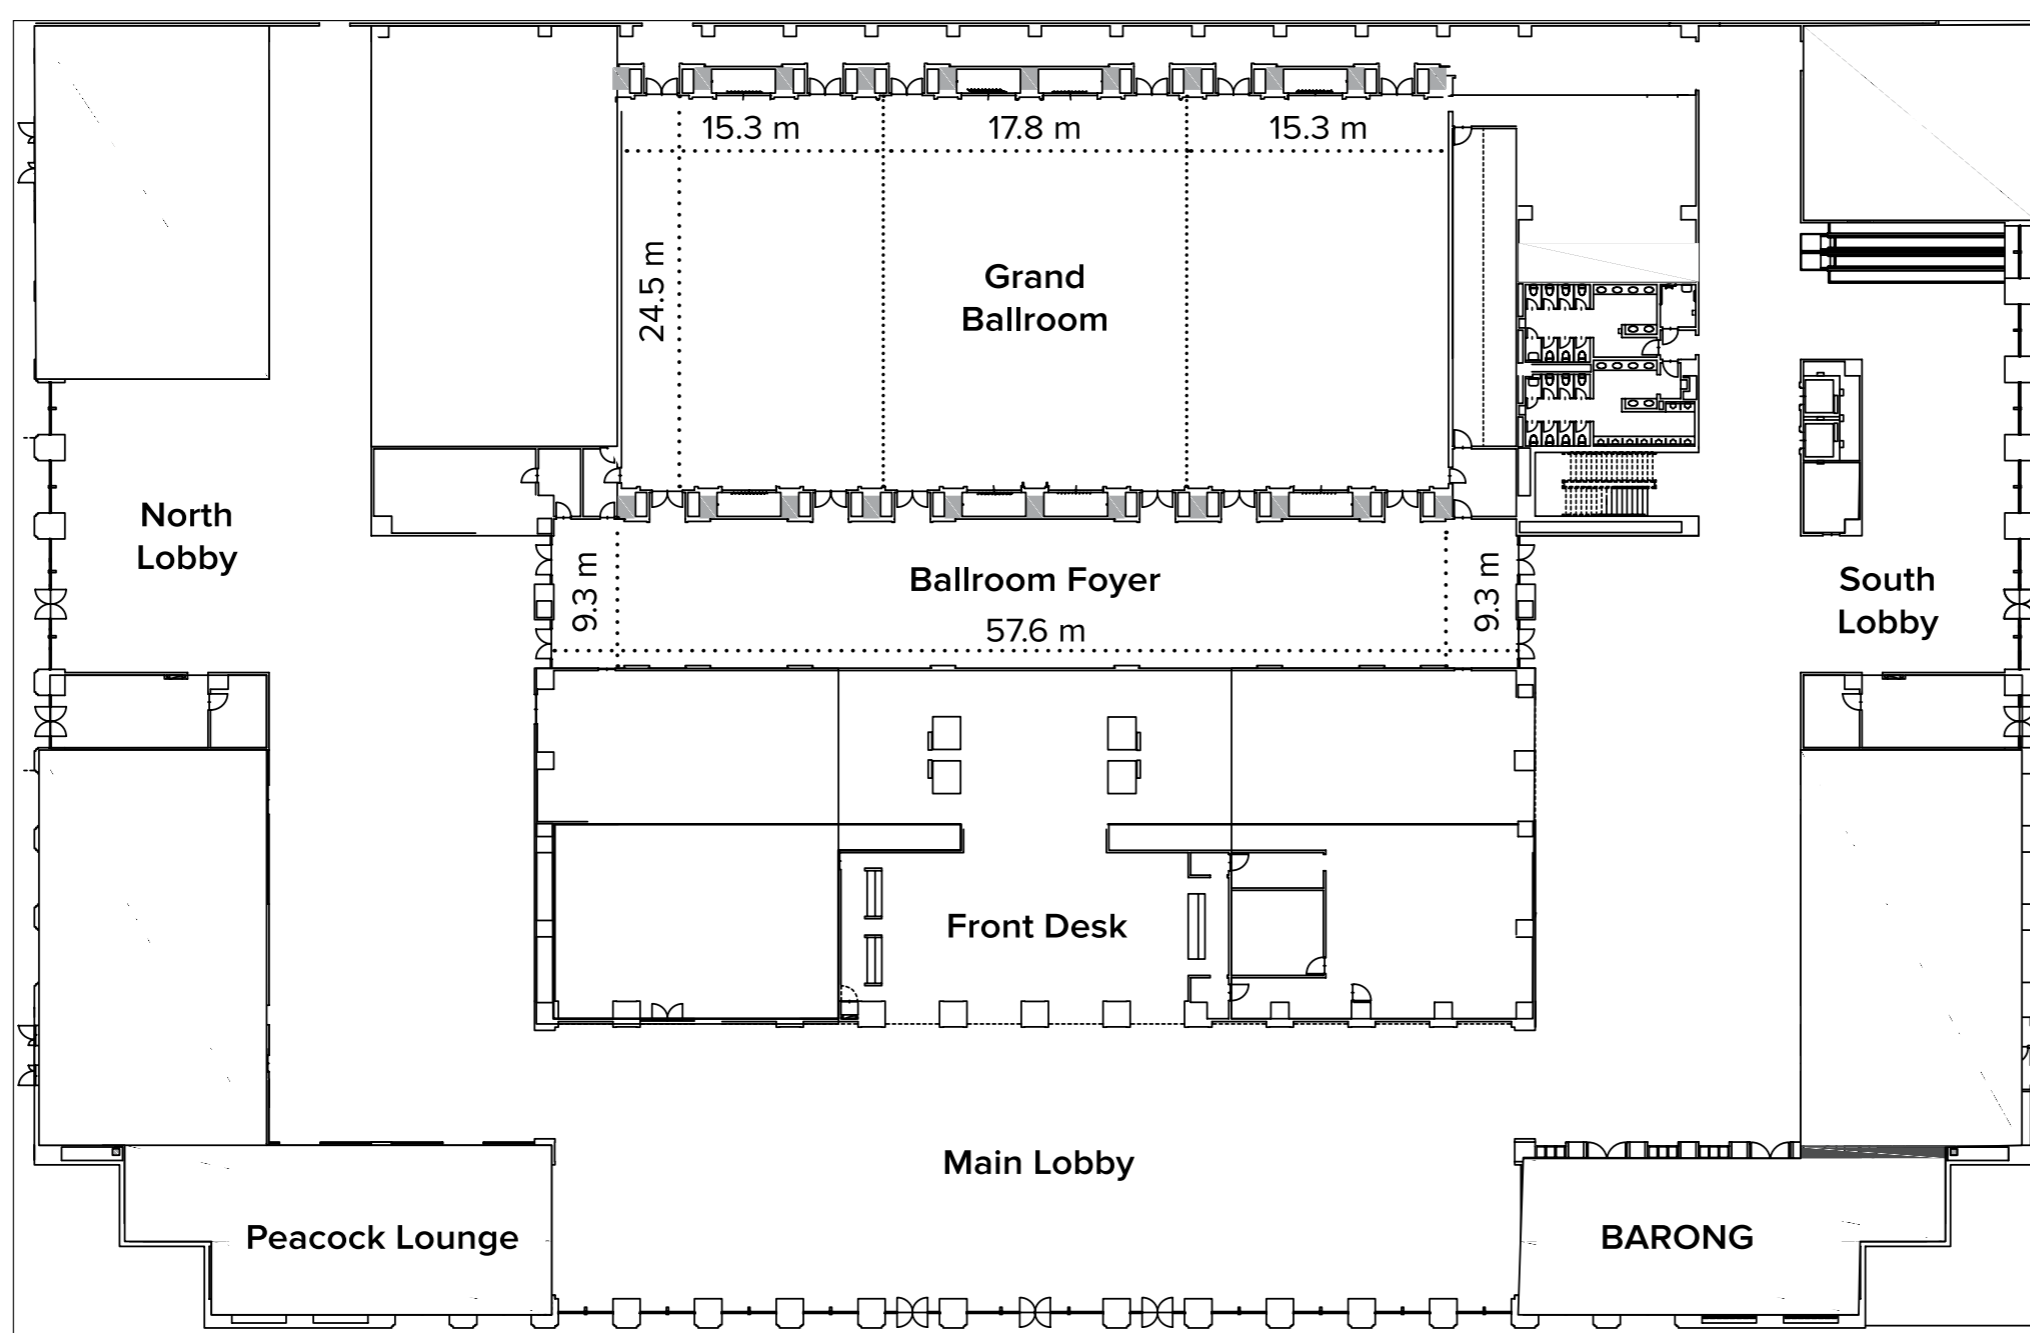 15.3 m
17.8 m
15.3 m
24.5 m
Grand
Ballroom
North
Lobby
9.3 m
Ballroom Foyer
57.6 m
9.3 m
South
Lobby
Front Desk
Main Lobby
Peacock Lounge
BARONG